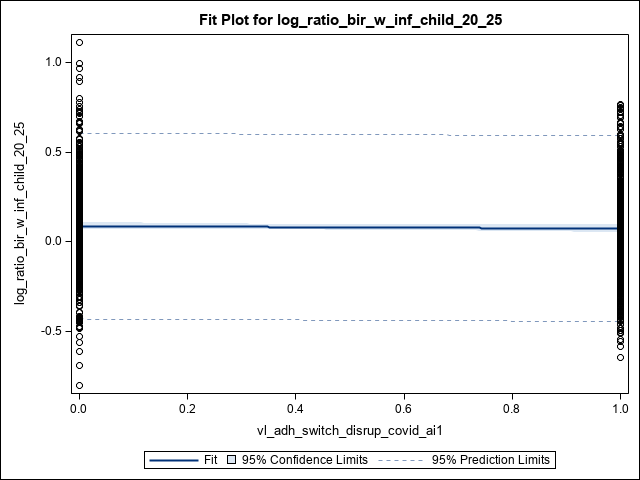 Fit Plot for log_ratio_bir_w_inf_child_20_25
log_ratio_bir_w_inf_child_20_25
1.0
0.5
0.0
-0.5
0.0 0.2 0.4 0.6 0.8 1.0
vl_adh_switch_disrup_covid_ai1
Fit 95% Confidence Limits 95% Prediction Limits